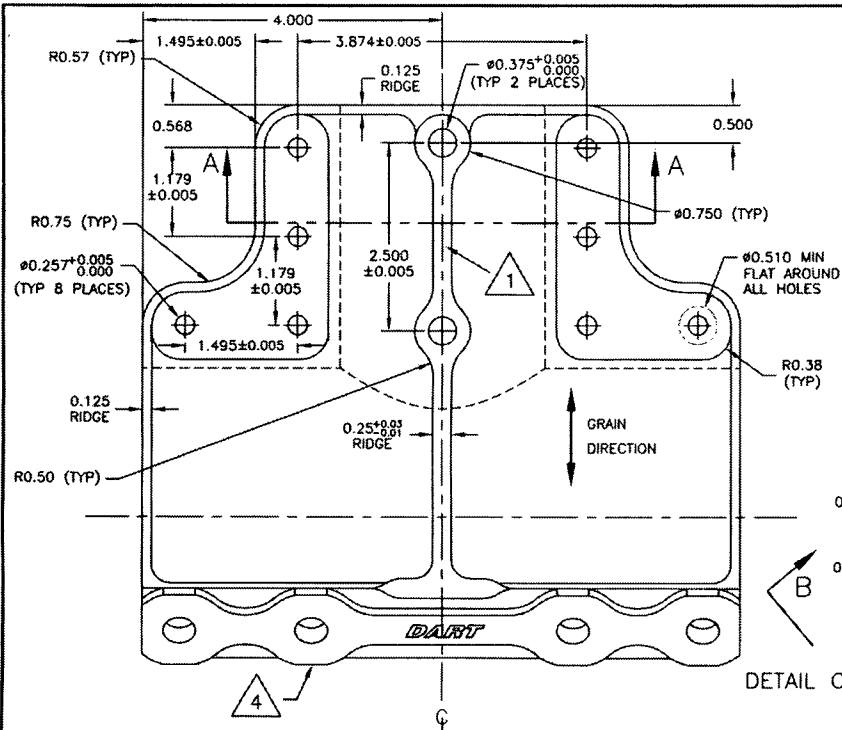 4.000
1.495±0.005
3.874±0.005
R0.57 (TYP)
ø0.375+0.005
0.000
(TYP 2 PLACES)
0.125
RIDGE
0.568
0.500
A
A
1.179
±0.005
ø0.750 (TYP)
R0.75 (TYP)
2.500
±0.005
1
ø0.257+0.005
0.000
(TYP 8 PLACES)
1.179
±0.005
ø0.510 MIN
FLAT AROUND
ALL HOLES
1.495±0.005
R0.38
(TYP)
0.125
RIDGE
0.25+0.03
-0.01
RIDGE
GRAIN
DIRECTION
R0.50 (TYP)
0
0
B
DART
DETAIL C
4
℄